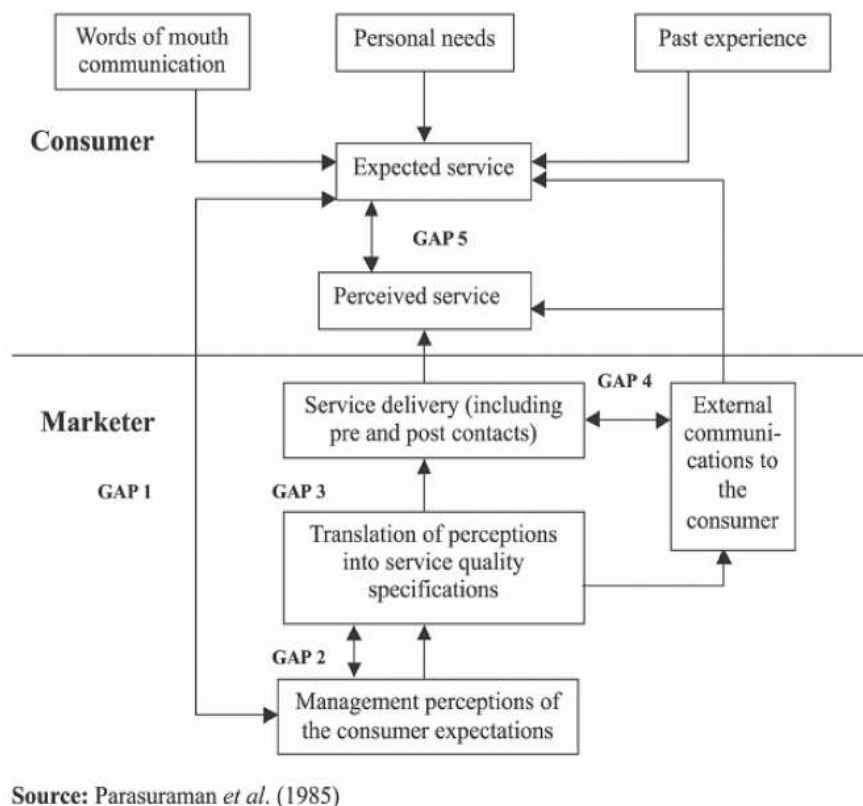 Words of mouth
communication
Personal needs
Past experience
Consumer
Expected service
GAP 5
Perceived service
GAP 4
Marketer
Service delivery (including
pre and post contacts)
External
communi-
cations to
the
consumer
GAP 1
GAP 3
Translation of perceptions
into service quality
specifications
GAP 2
Management perceptions of
the consumer expectations
Source: Parasuraman et al. (1985)